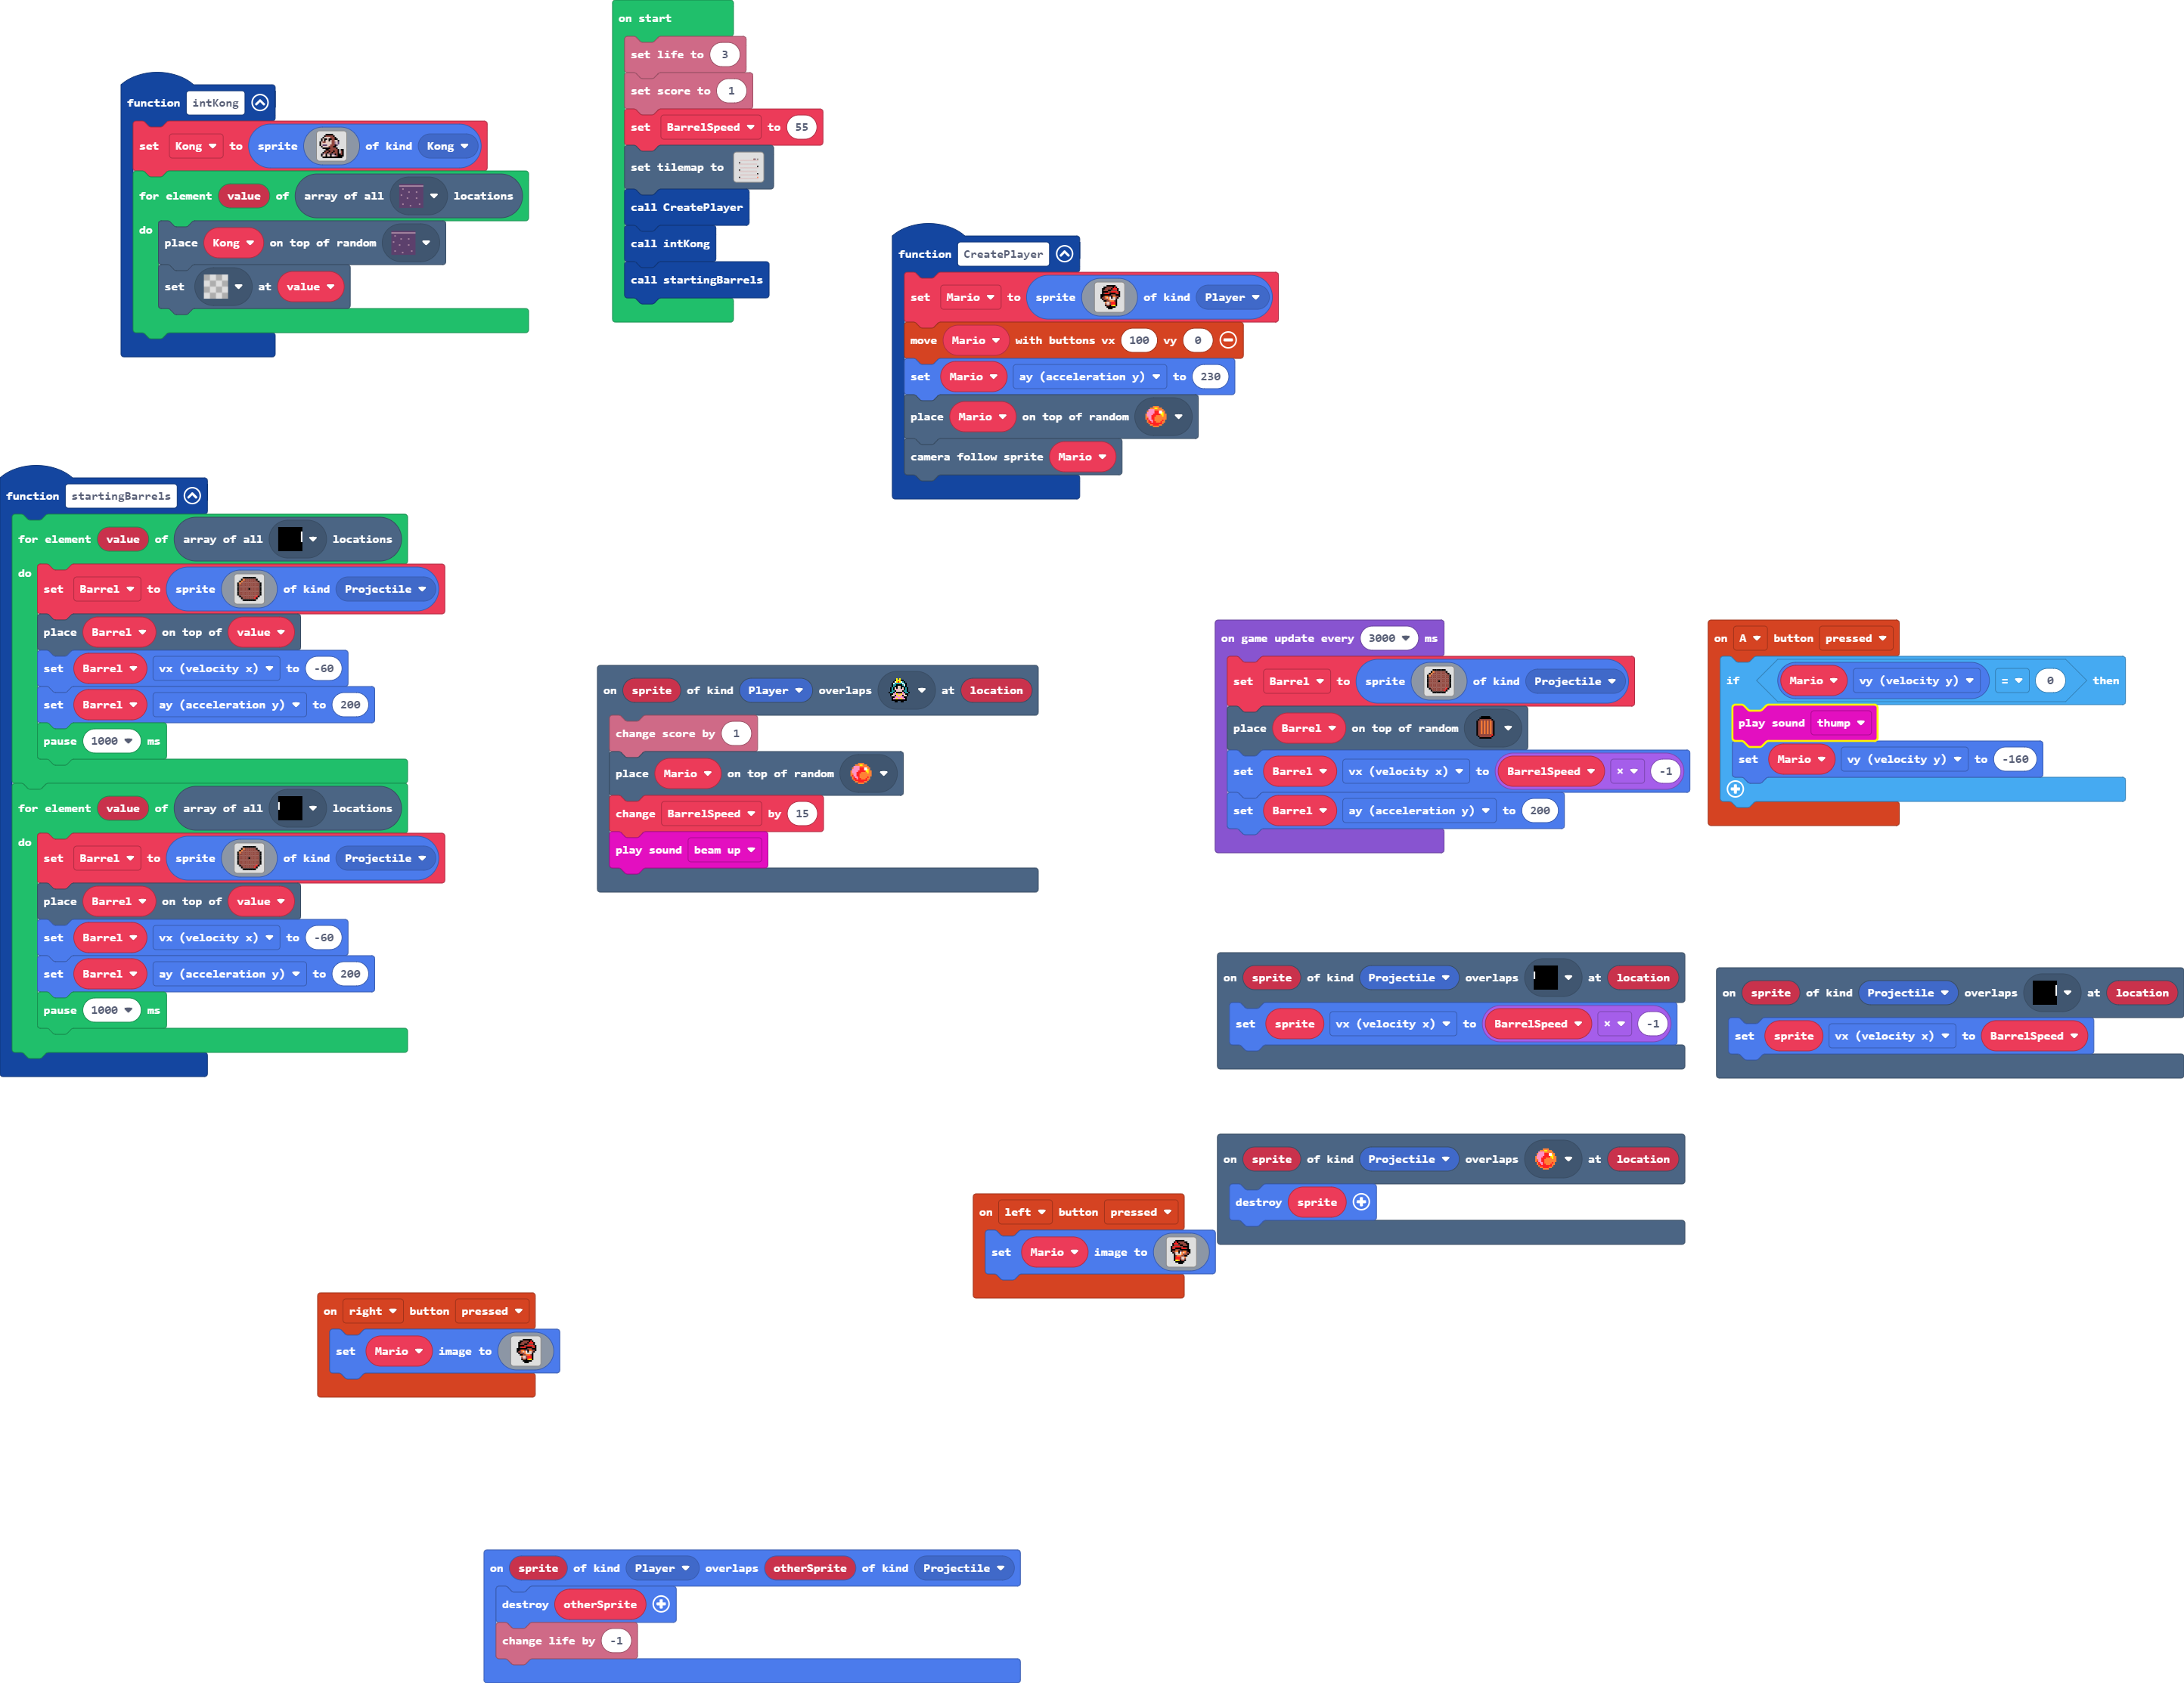 on start
set life to 3
set score to 1
set BarrelSpeed to 55
set tilemap to
call CreatePlayer
call intKong
call startingBarrels
function intKong
set Kong to sprite of kind Kong
for element value of array of all locations
do
place Kong on top of random
set at value
function CreatePlayer
set Mario to sprite of kind Player
move Mario with buttons vx 100 vy 0
set Mario ay (acceleration y) to 230
place Mario on top of random
camera follow sprite Mario
function startingBarrels
for element value of array of all locations
do
set Barrel to sprite of kind Projectile
place Barrel on top of value
set Barrel vx (velocity x) to -60
set Barrel ay (acceleration y) to 200
pause 1000 ms
for element value of array of all locations
do
set Barrel to sprite of kind Projectile
place Barrel on top of value
set Barrel vx (velocity x) to -60
set Barrel ay (acceleration y) to 200
pause 1000 ms
on sprite of kind Player overlaps at location
change score by 1
place Mario on top of random
change BarrelSpeed by 15
play sound beam up
on game update every 3000 ms
set Barrel to sprite of kind Projectile
place Barrel on top of random
set Barrel vx (velocity x) to BarrelSpeed × -1
set Barrel ay (acceleration y) to 200
on A button pressed
if Mario vy (velocity y) = 0 then
play sound thump
set Mario vy (velocity y) to -160
on sprite of kind Projectile overlaps at location
set sprite vx (velocity x) to BarrelSpeed × -1
on sprite of kind Projectile overlaps at location
set sprite vx (velocity x) to BarrelSpeed
on sprite of kind Projectile overlaps at location
destroy sprite
on left button pressed
set Mario image to
on right button pressed
set Mario image to
on sprite of kind Player overlaps otherSprite of kind Projectile
destroy otherSprite
change life by -1